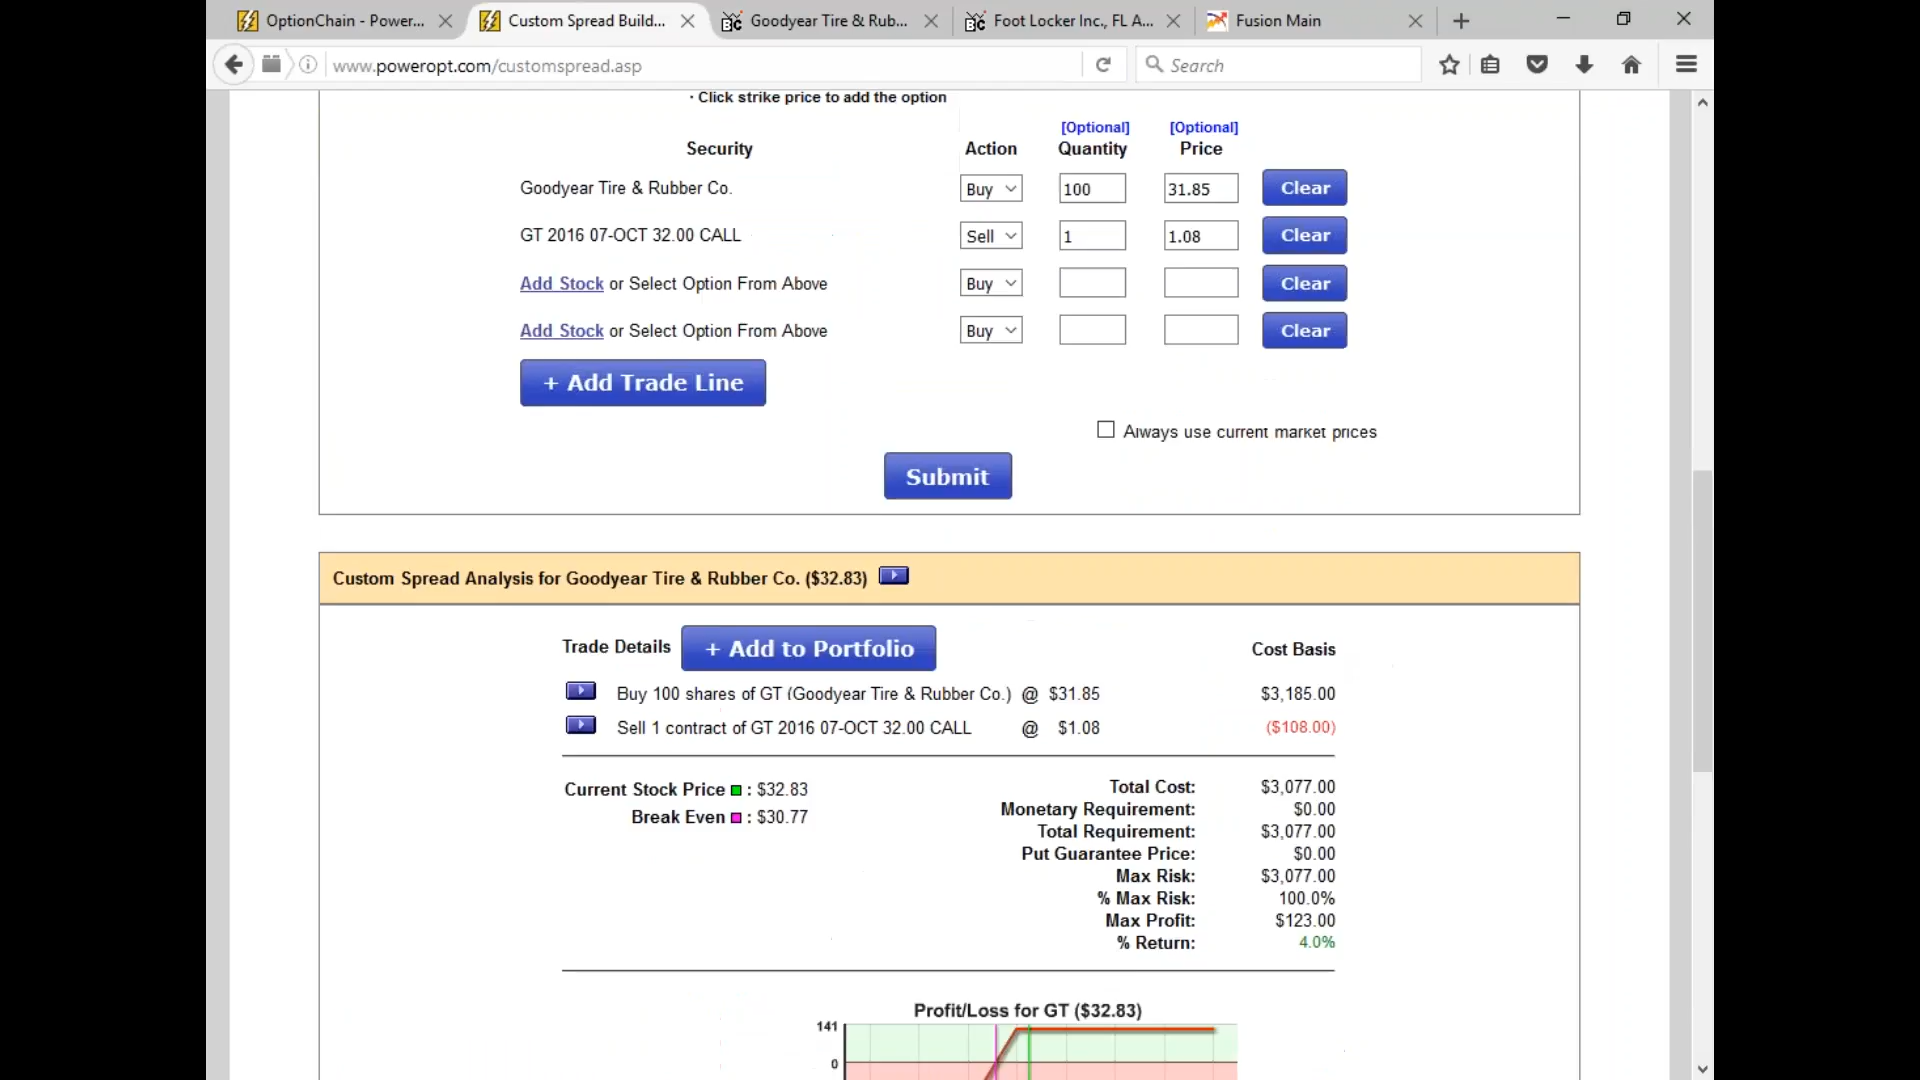 OptionChain - Power... Custom Spread Build... Goodyear Tire & Rub... Foot Locker Inc., FL A... Fusion Main
www.poweropt.com/customspread.asp Search
· Click strike price to add the option
[Optional] [Optional]
Security Action Quantity Price
Goodyear Tire & Rubber Co. Buy 100 31.85 Clear
GT 2016 07-OCT 32.00 CALL Sell 1 1.08 Clear
Add Stock or Select Option From Above Buy Clear
Add Stock or Select Option From Above Buy Clear
+ Add Trade Line
Always use current market prices
Submit
Custom Spread Analysis for Goodyear Tire & Rubber Co. ($32.83)
Trade Details + Add to Portfolio Cost Basis
Buy 100 shares of GT (Goodyear Tire & Rubber Co.) @ $31.85 $3,185.00
Sell 1 contract of GT 2016 07-OCT 32.00 CALL @ $1.08 ($108.00)
Current Stock Price : $32.83 Total Cost: $3,077.00
Monetary Requirement: $0.00
Break Even : $30.77 Total Requirement: $3,077.00
Put Guarantee Price: $0.00
Max Risk: $3,077.00
% Max Risk: 100.0%
Max Profit: $123.00
% Return: 4.0%
Profit/Loss for GT ($32.83)
141
0